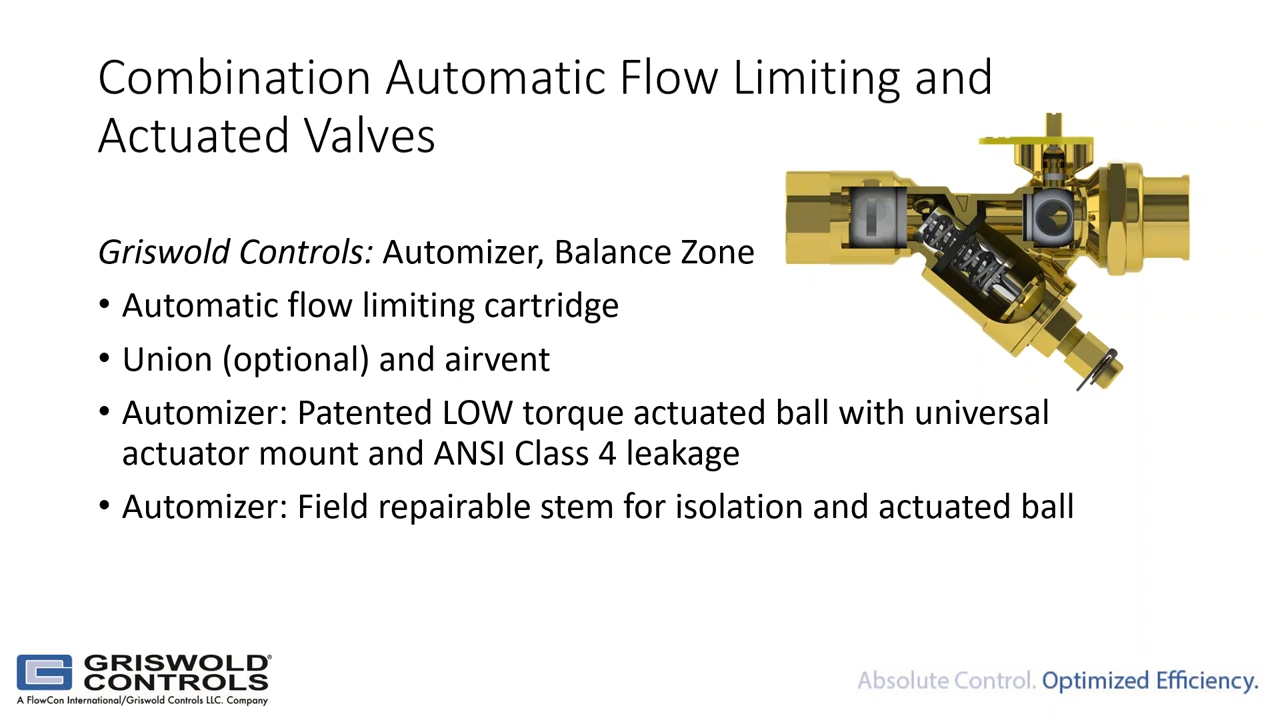 Combination Automatic Flow Limiting and
Actuated Valves
Griswold Controls: Automizer, Balance Zone
• Automatic flow limiting cartridge
• Union (optional) and airvent
• Automizer: Patented LOW torque actuated ball with universal
actuator mount and ANSI Class 4 leakage
• Automizer: Field repairable stem for isolation and actuated ball
GRISWOLD®
CONTROLS
A FlowCon International/Griswold Controls LLC. Company
Absolute Control. Optimized Efficiency.